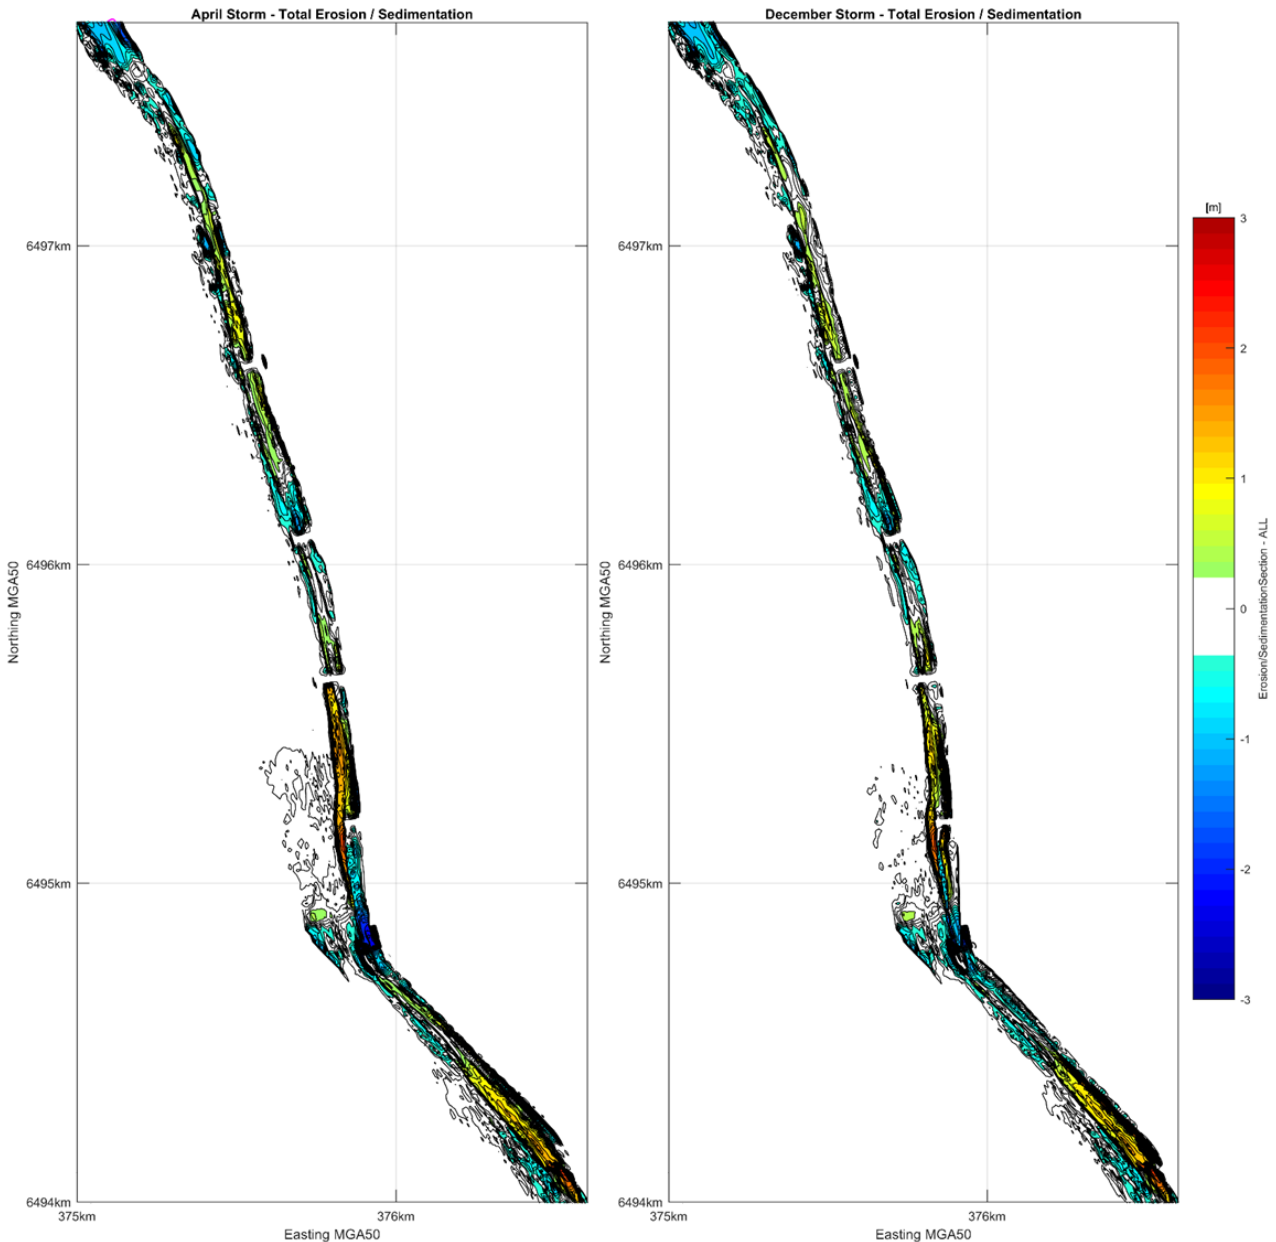 April Storm - Total Erosion / Sedimentation
December Storm - Total Erosion / Sedimentation
6497km
6496km
6495km
6494km
375km
376km
Northing MGA50
Easting MGA50
6497km
6496km
6495km
6494km
375km
376km
Northing MGA50
Easting MGA50
[m]
3
2
1
0
-1
-2
-3
Erosion/SedimentationSection - ALL